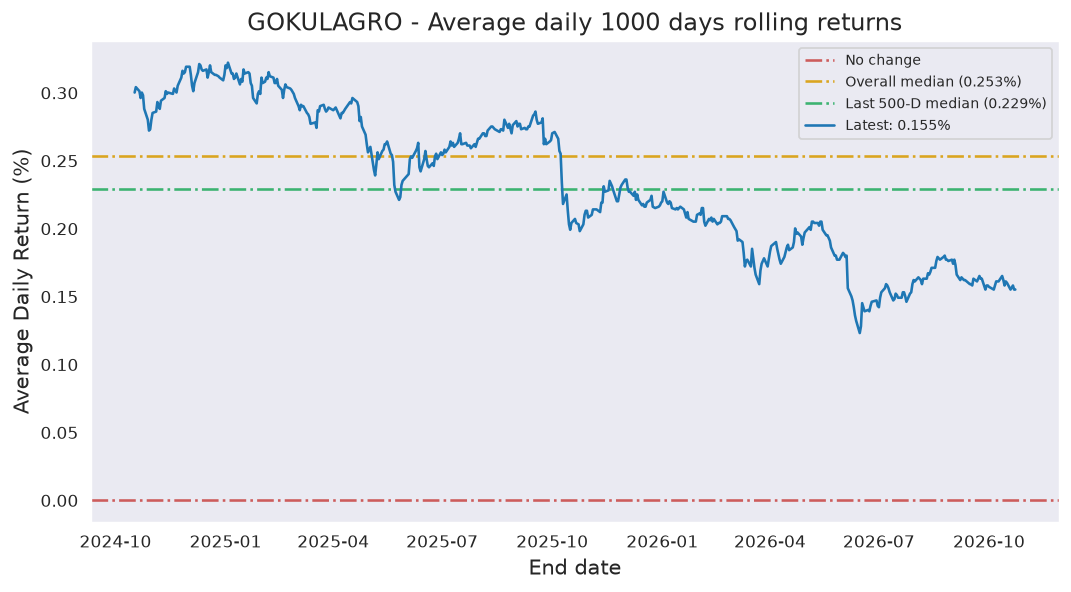 GOKULAGRO - Average daily 1000 days rolling returns
No change
Overall median (0.253%)
Last 500-D median (0.229%)
Latest: 0.155%
Average Daily Return (%)
0.30
0.25
0.20
0.15
0.10
0.05
0.00
2024-10 2025-01 2025-04 2025-07 2025-10 2026-01 2026-04 2026-07 2026-10
End date